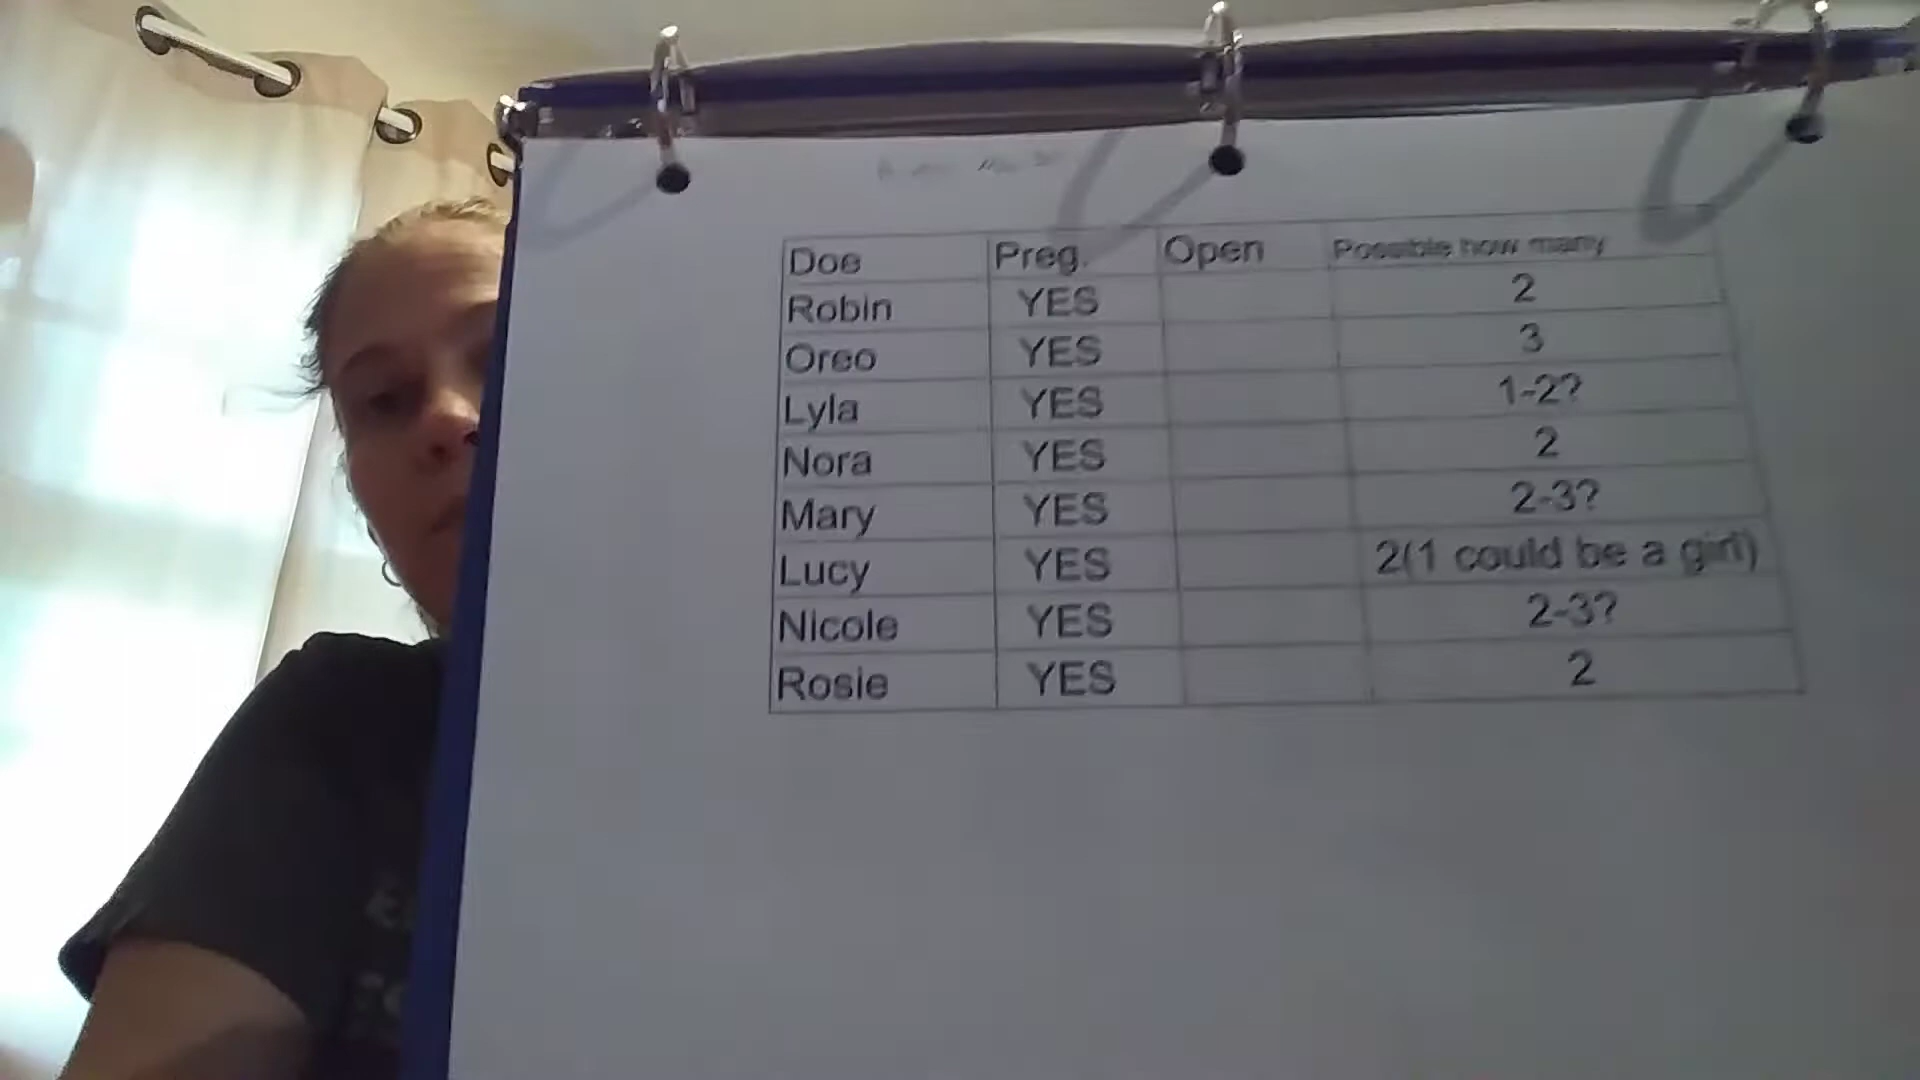 Doe Preg. Open Possible how many
Robin YES 2
Oreo YES 3
Lyla YES 1-2?
Nora YES 2
Mary YES 2-3?
Lucy YES 2(1 could be a girl)
Nicole YES 2-3?
Rosie YES 2